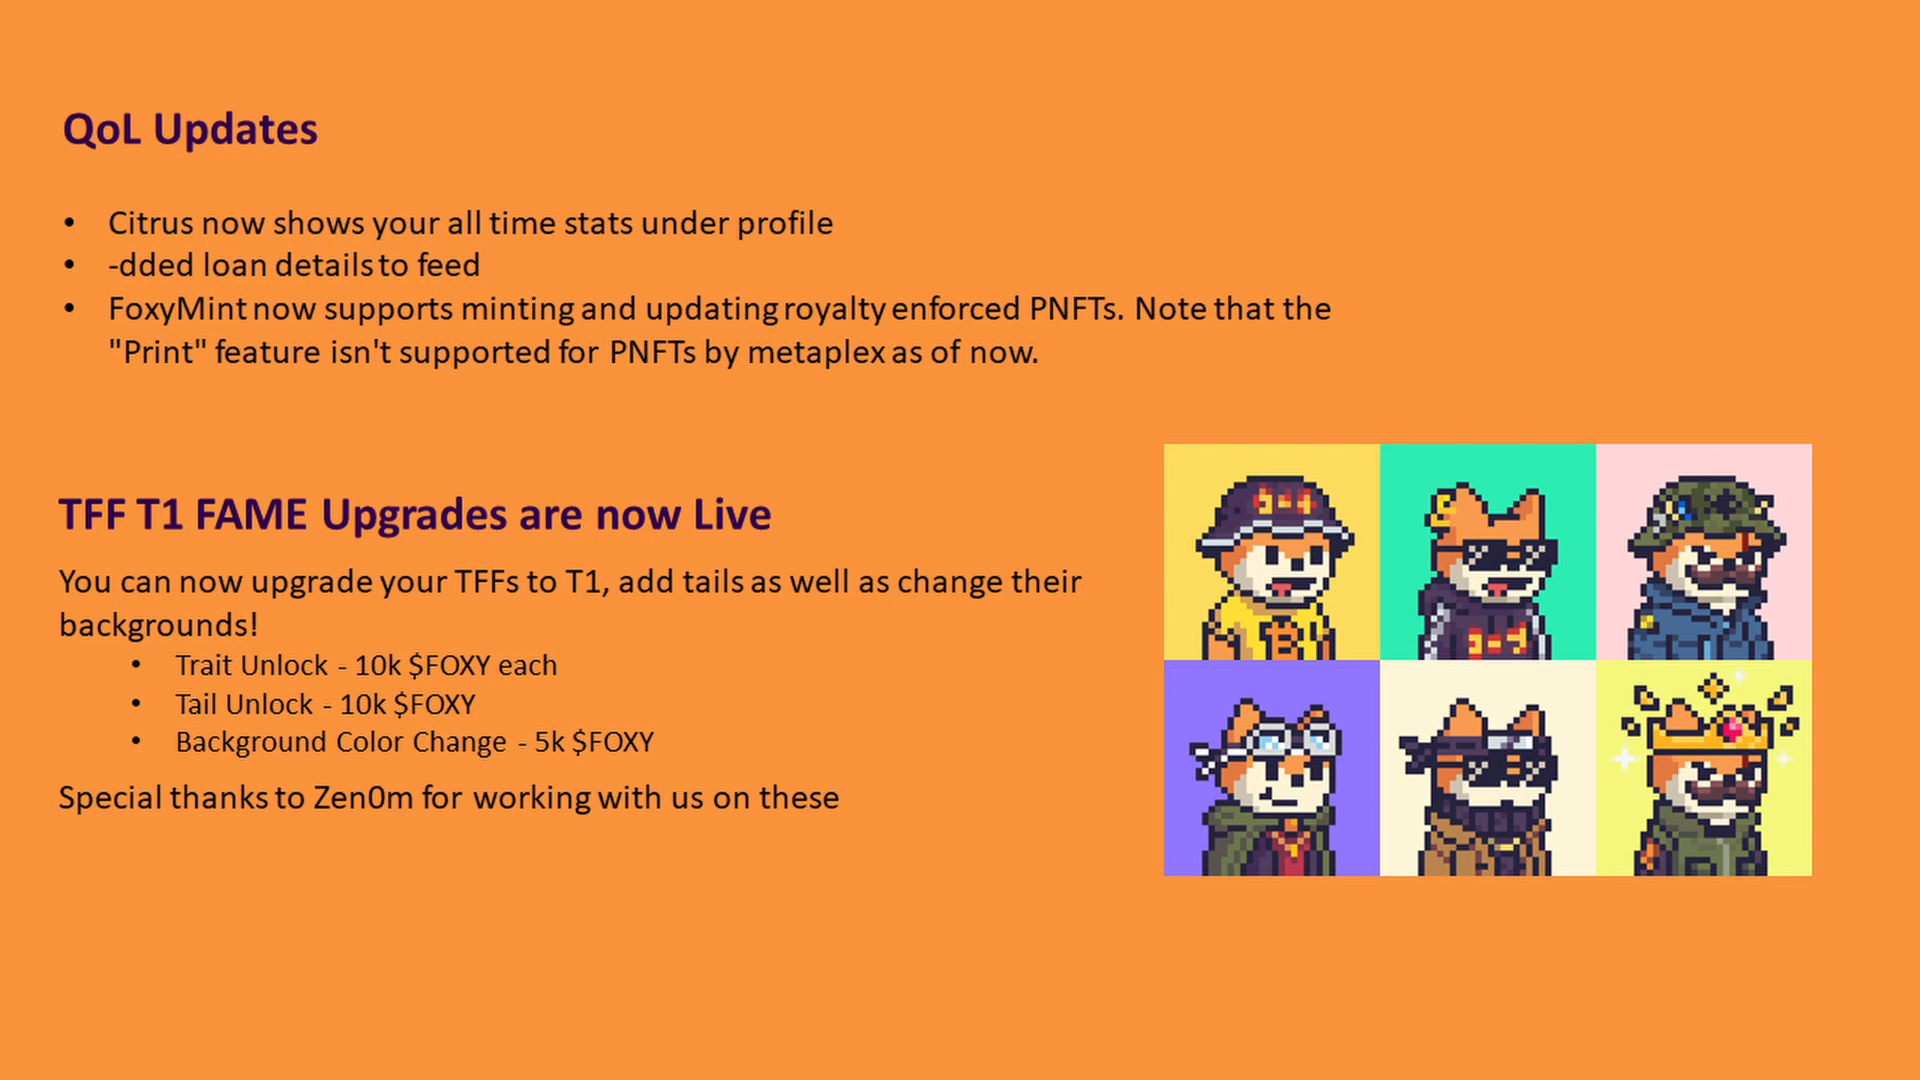 QoL Updates
• Citrus now shows your all time stats under profile
• -dded loan details to feed
• FoxyMint now supports minting and updating royalty enforced PNFTs. Note that the
"Print" feature isn't supported for PNFTs by metaplex as of now.
TFF T1 FAME Upgrades are now Live
You can now upgrade your TFFs to T1, add tails as well as change their
backgrounds!
• Trait Unlock - 10k $FOXY each
• Tail Unlock - 10k $FOXY
• Background Color Change - 5k $FOXY
Special thanks to Zen0m for working with us on these